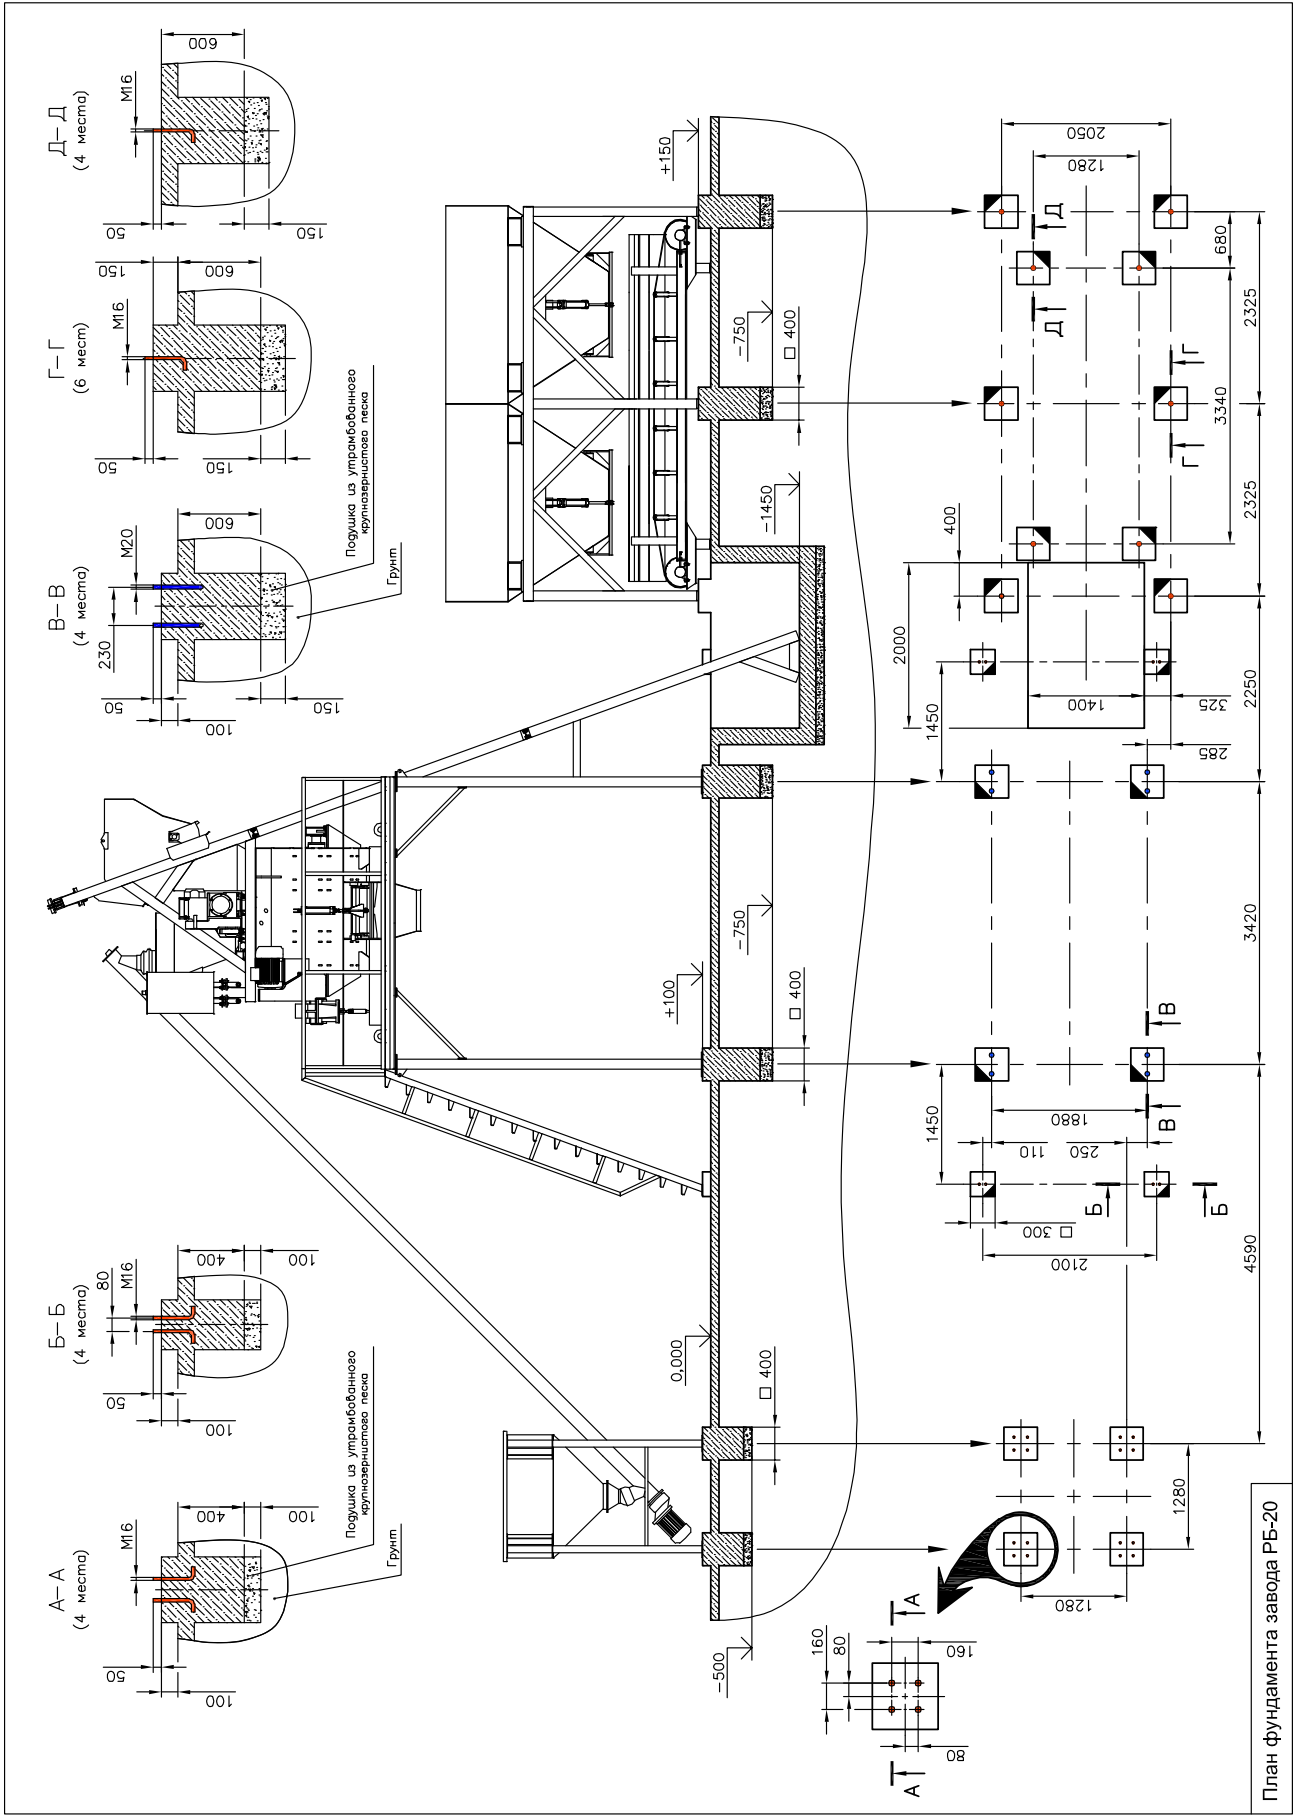 А–А
(4 места)
М16
50
100
400
100
Подушка из утрамбованного
крупнозернистого песка
Грунт
Б–Б
(4 места)
80
М16
50
100
400
100
В–В
(4 места)
230
М20
50
100
600
150
Подушка из утрамбованного
крупнозернистого песка
Грунт
Г–Г
(6 мест)
М16
50
150
600
150
Д–Д
(4 места)
М16
50
600
150
-500
□ 400
0,000
+100
□ 400
-750
-1450
□ 400
-750
+150
А
А
160
80
160
80
1280
1280
4590
2100
□ 300
Б
Б
1450
110
250
1880
В
В
3420
285
1450
2250
325
1400
2000
400
2325
Г
Г
3340
2325
680
Д
Д
1280
2050
План фундамента завода РБ-20